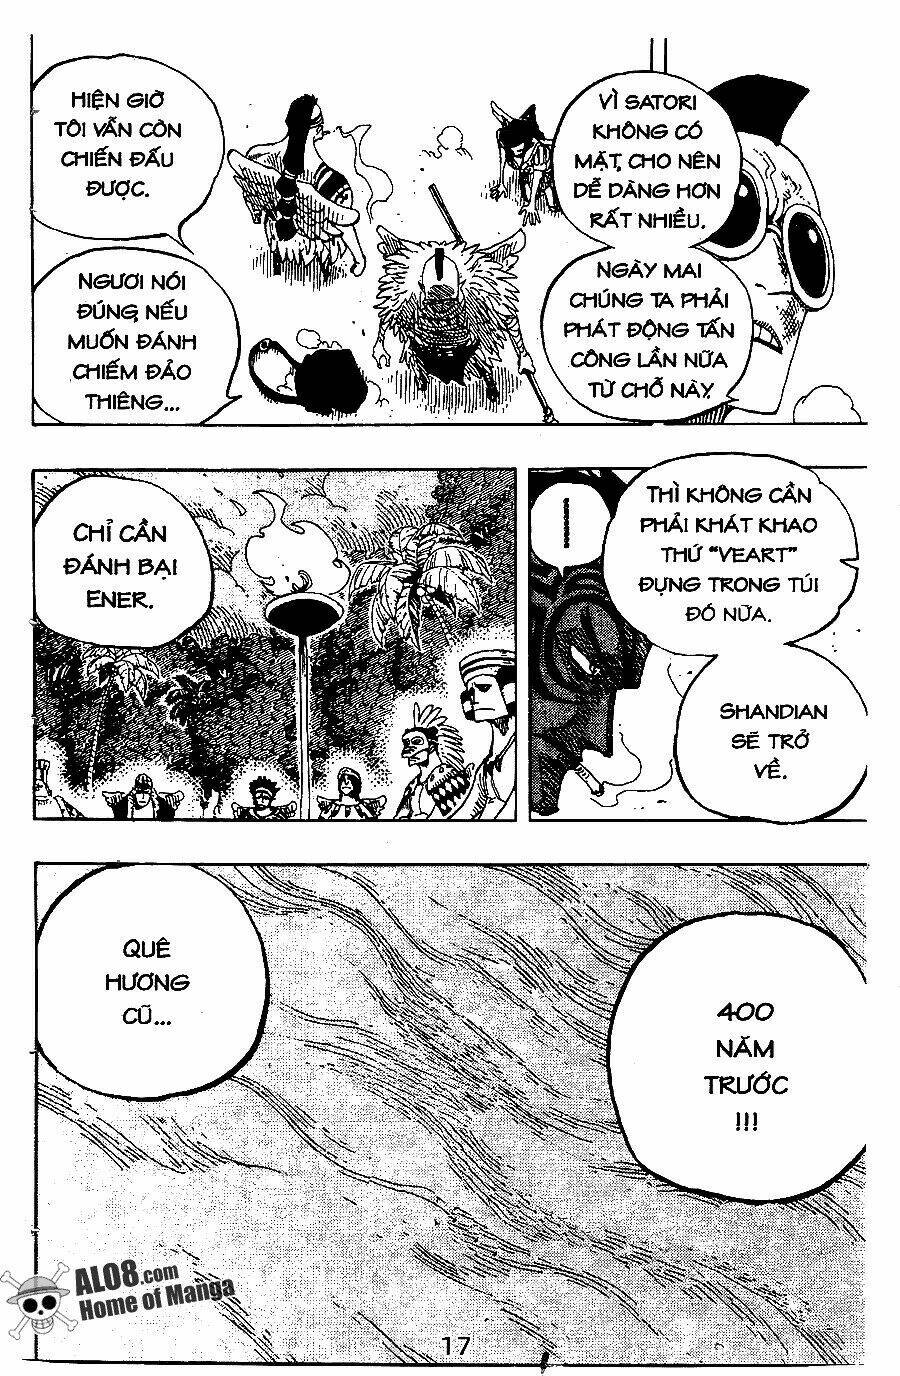 VÌ SATORI
KHÔNG CÓ
MẶT, CHO NÊN
DỄ DÀNG HƠN
RẤT NHIỀU.
NGÀY MAI
CHÚNG TA PHẢI
PHÁT ĐỘNG TẤN
CÔNG LẦN NỮA
TỪ CHỖ NÀY.
HIỆN GIỜ
TÔI VẪN CÒN
CHIẾN ĐẤU
ĐƯỢC.
NGƯƠI NÓI
ĐÚNG, NẾU
MUỐN ĐÁNH
CHIẾM ĐẢO
THIÊNG...
THÌ KHÔNG CẦN
PHẢI KHÁT KHAO
THỨ “VEART”
ĐỤNG TRONG TÚI
ĐÓ NỮA.
SHANDIAN
SẼ TRỞ
VỀ.
CHỈ CẦN
ĐÁNH BẠI
ENER.
400
NĂM
TRƯỚC
!!!
QUÊ
HƯƠNG
CŨ...
AL08.com
Home of Manga
17